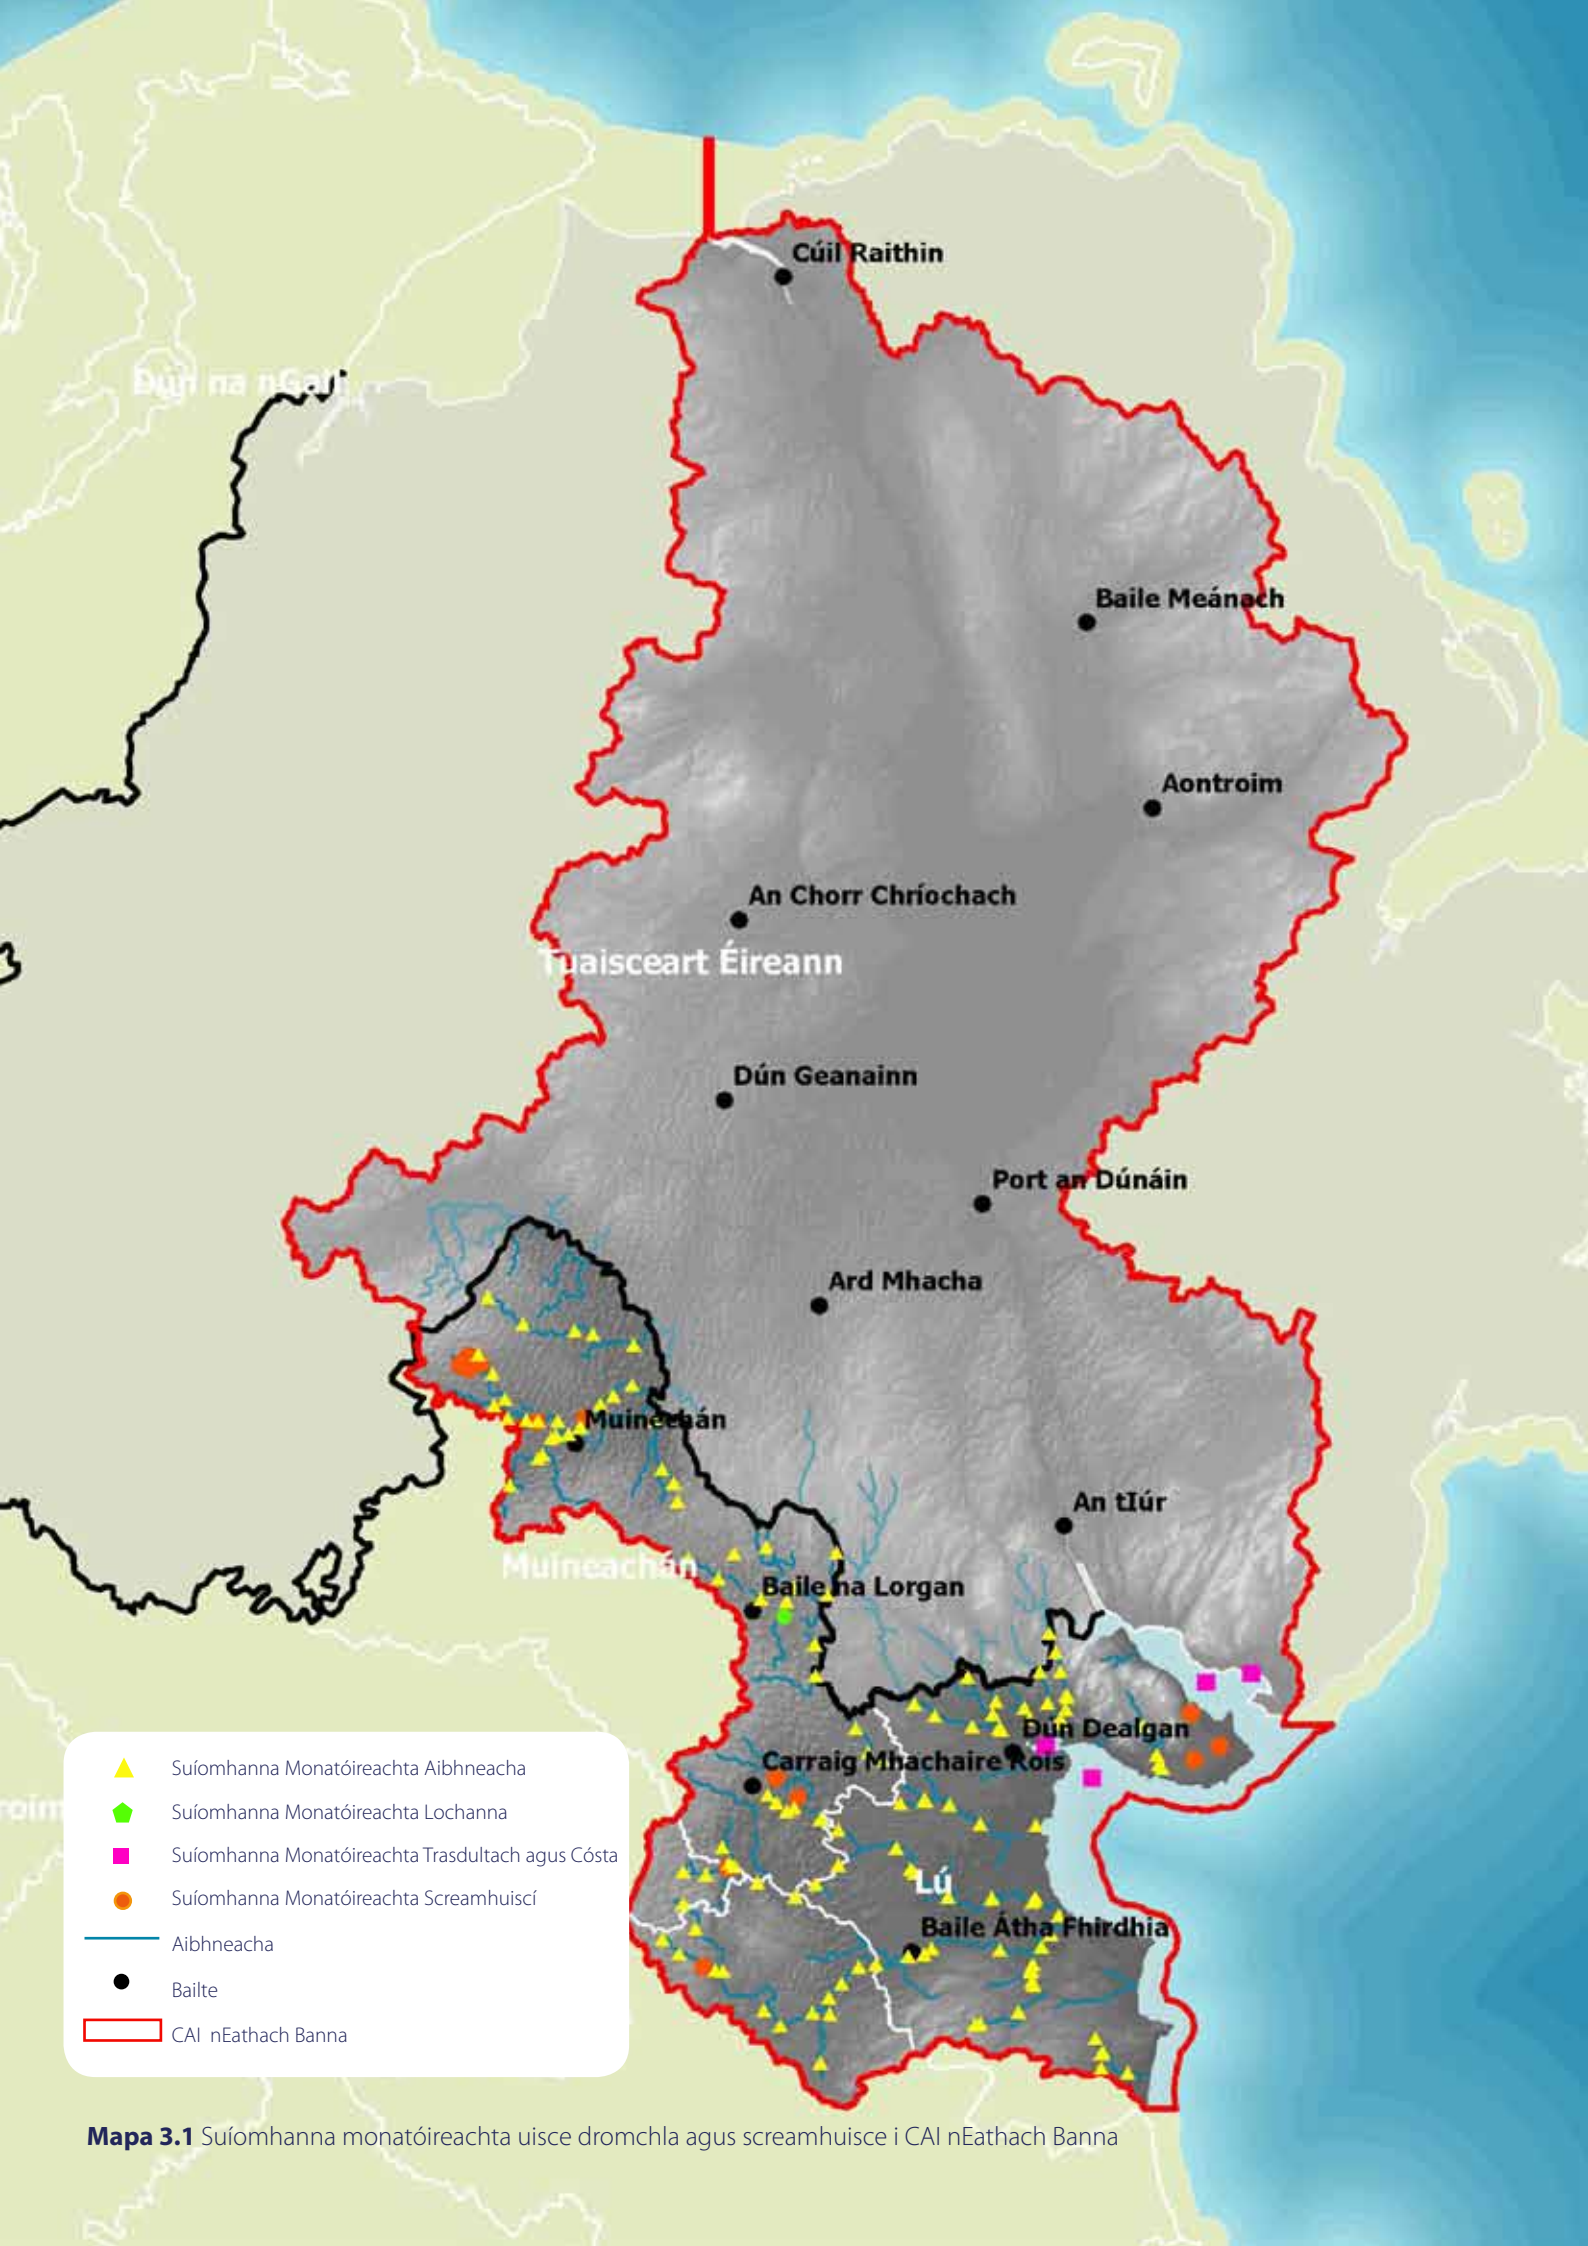 Cúil Raithin
Dún na nGall
Baile Meánach
Aontroim
An Chorr Chríochach
Tuaisceart Éireann
Dún Geanainn
Port an Dúnáin
Ard Mhacha
Muinechán
An tIúr
Muineachán
Baile na Lorgan
Dún Dealgan
Carraig Mhachaire Rois
Lú
Baile Átha Fhirdhia
Suíomhanna Monatóireachta Aibhneacha
Suíomhanna Monatóireachta Lochanna
Suíomhanna Monatóireachta Trasdultach agus Cósta
Suíomhanna Monatóireachta Screamhuiscí
Aibhneacha
Bailte
CAI nEathach Banna
Mapa 3.1 Suíomhanna monatóireachta uisce dromchla agus screamhuisce i CAI nEathach Banna